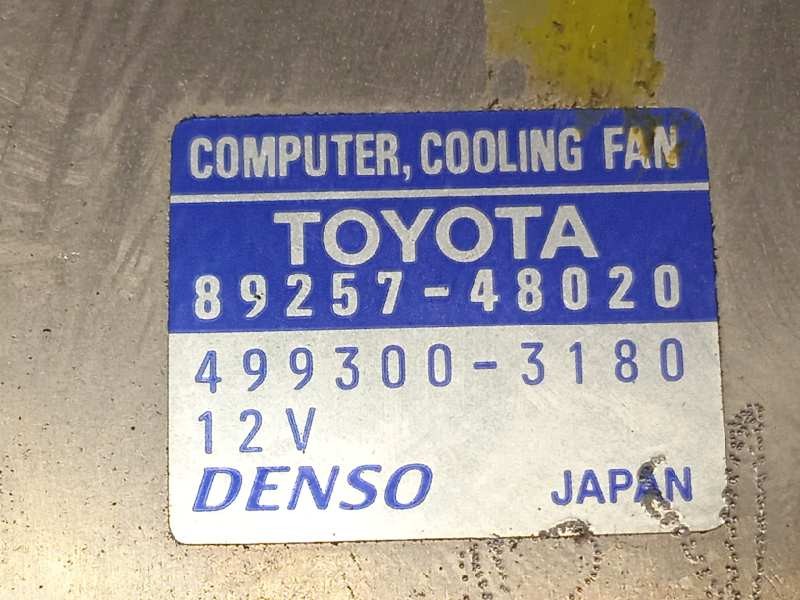 COMPUTER, COOLING FAN
TOYOTA
89257-48020
499300-3180
12V
DENSO JAPAN